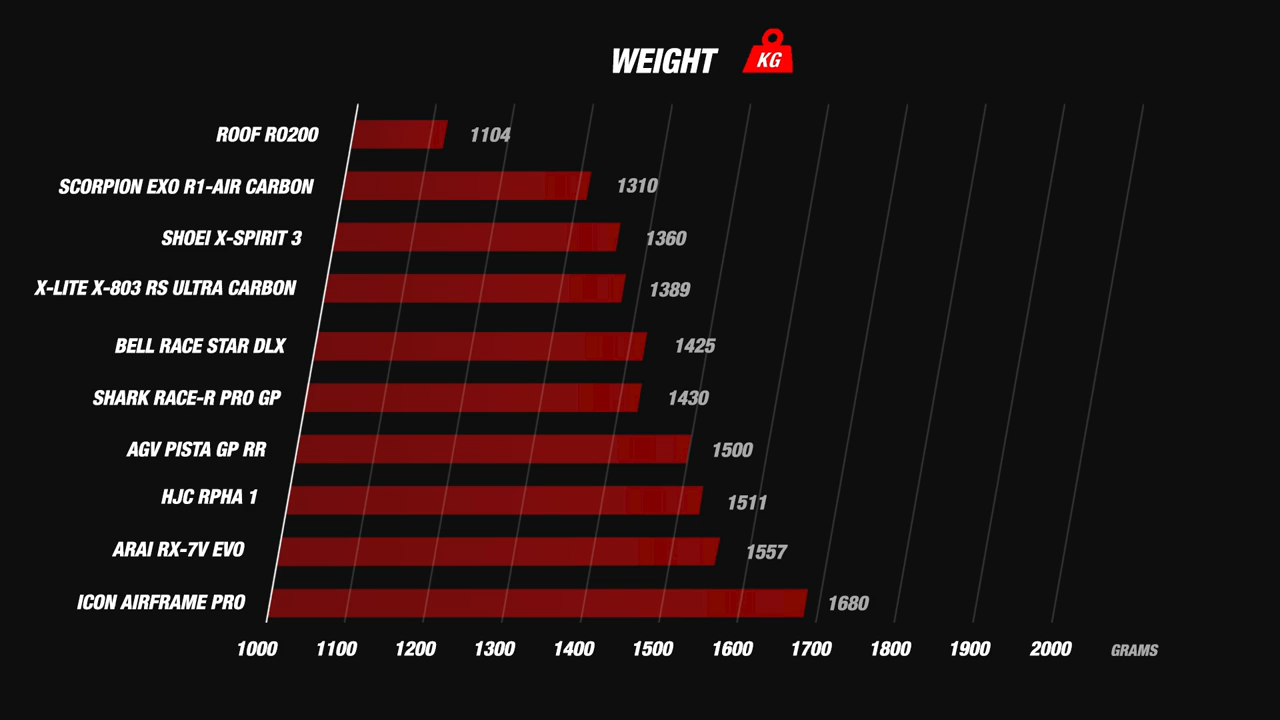 WEIGHT KG
ROOF RO200 1104
SCORPION EXO R1-AIR CARBON 1310
SHOEI X-SPIRIT 3 1360
X-LITE X-803 RS ULTRA CARBON 1389
BELL RACE STAR DLX 1425
SHARK RACE-R PRO GP 1430
AGV PISTA GP RR 1500
HJC RPHA 1 1511
ARAI RX-7V EVO 1557
ICON AIRFRAME PRO 1680
1000 1100 1200 1300 1400 1500 1600 1700 1800 1900 2000 GRAMS